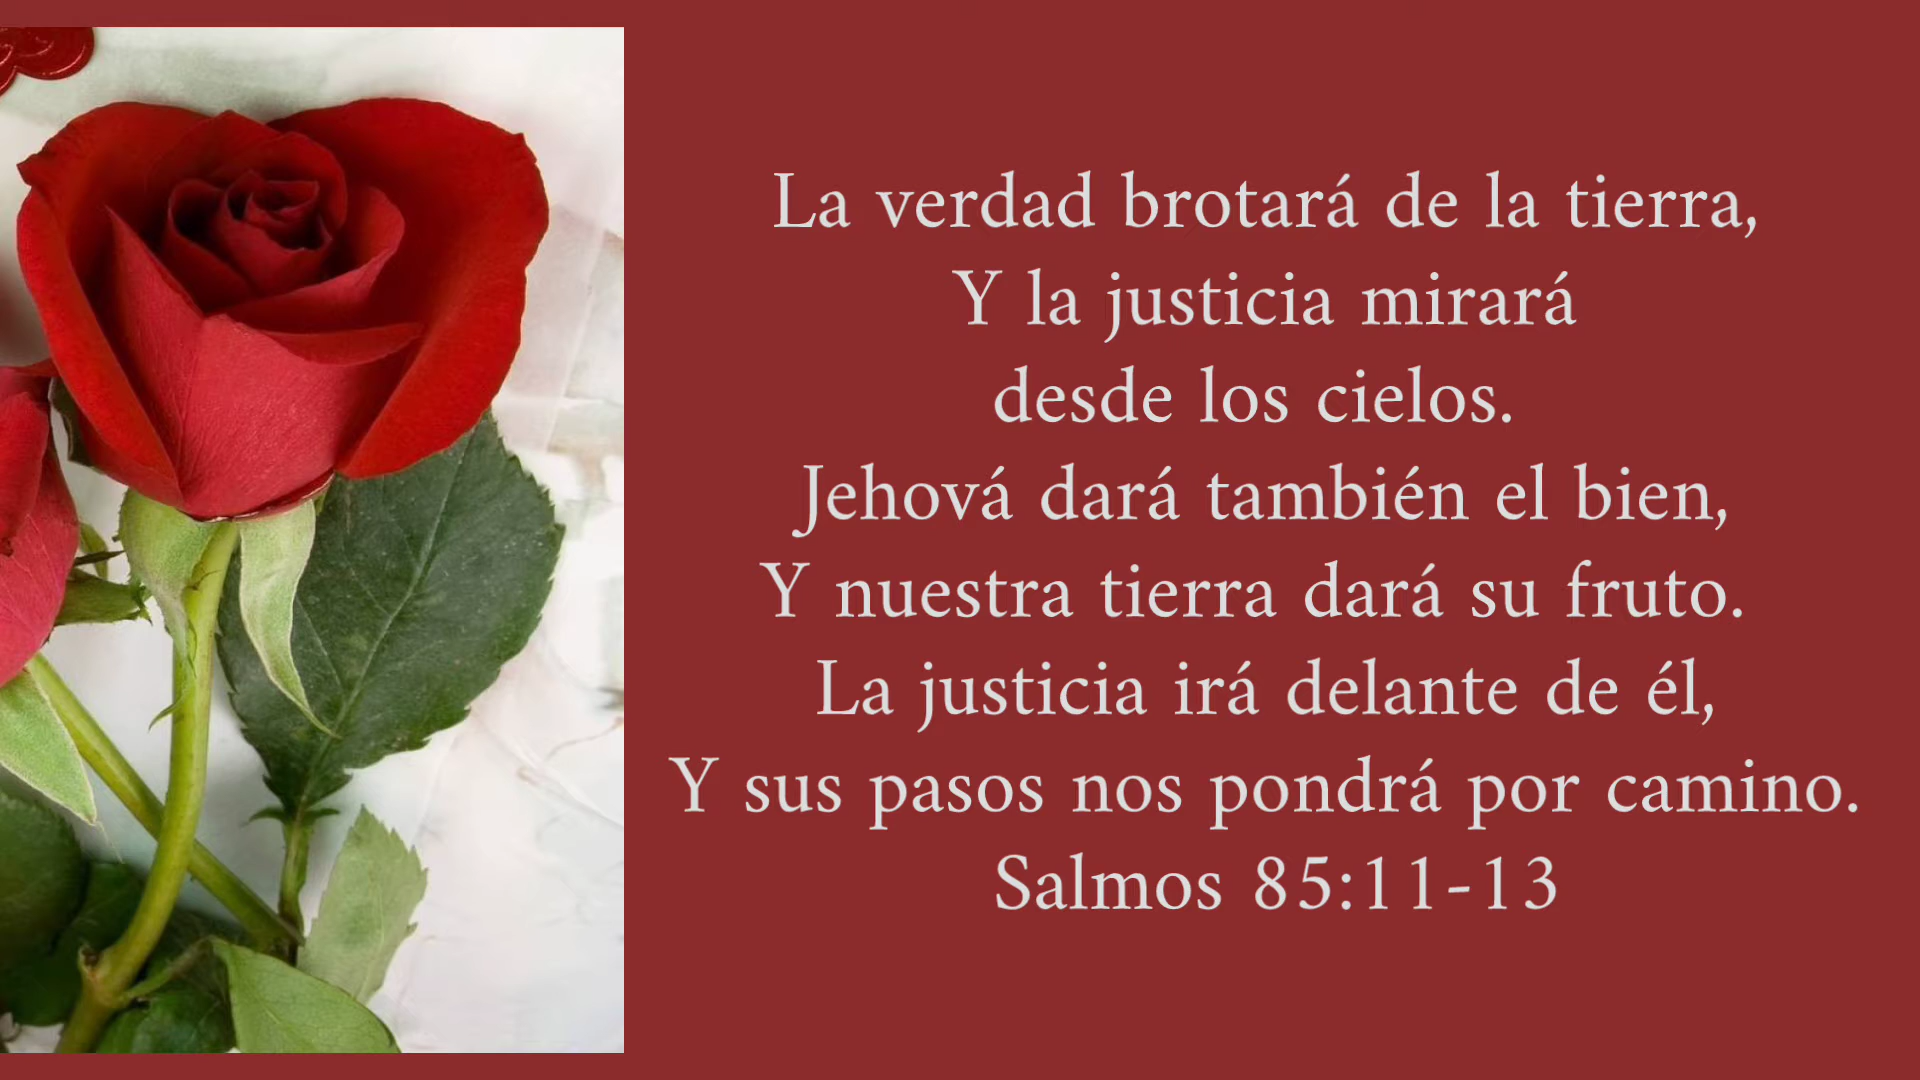 La verdad brotará de la tierra,
Y la justicia mirará
desde los cielos.
Jehová dará también el bien,
Y nuestra tierra dará su fruto.
La justicia irá delante de él,
Y sus pasos nos pondrá por camino.
Salmos 85:11-13